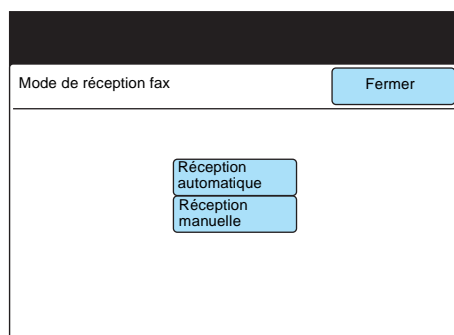 Mode de réception fax
Fermer
Réception
automatique
Réception
manuelle